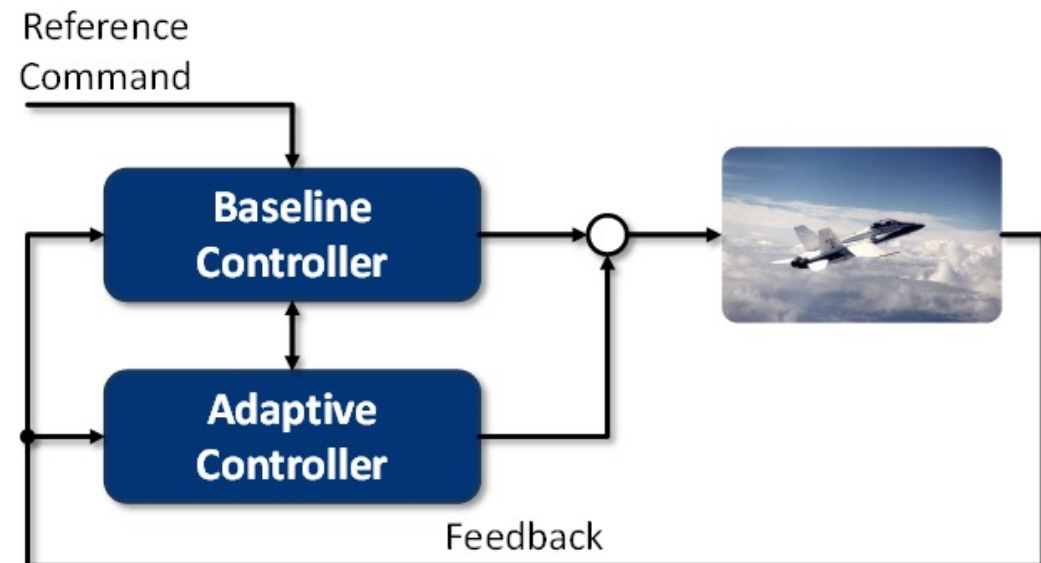 Reference
Command
Baseline
Controller
Adaptive
Controller
Feedback